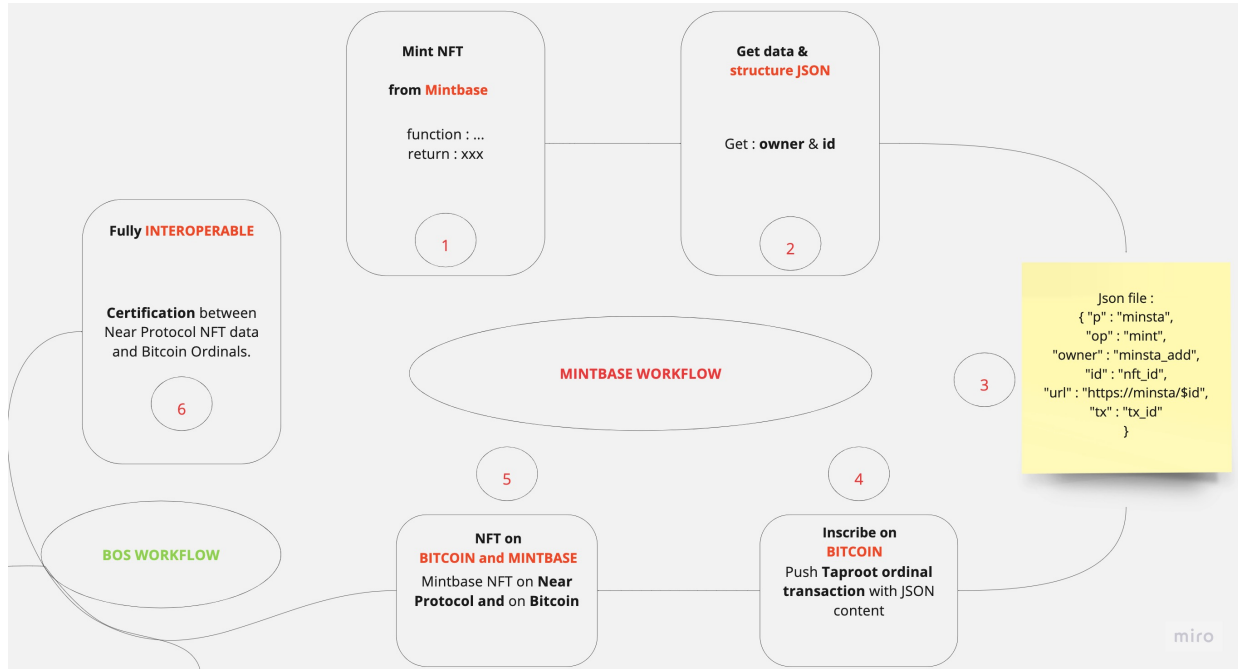 Mint NFT
from Mintbase
function : ...
return : xxx
1
Get data &
structure JSON
Get : owner & id
2
Json file :
{ "p" : "minsta",
"op" : "mint",
"owner" : "minsta_add",
"id" : "nft_id",
"url" : "https://minsta/$id",
"tx" : "tx_id"
}
3
Inscribe on
BITCOIN
Push Taproot ordinal
transaction with JSON
content
4
NFT on
BITCOIN and MINTBASE
Mintbase NFT on Near
Protocol and on Bitcoin
5
Fully INTEROPERABLE
Certification between
Near Protocol NFT data
and Bitcoin Ordinals.
6
MINTBASE WORKFLOW
BOS WORKFLOW
miro